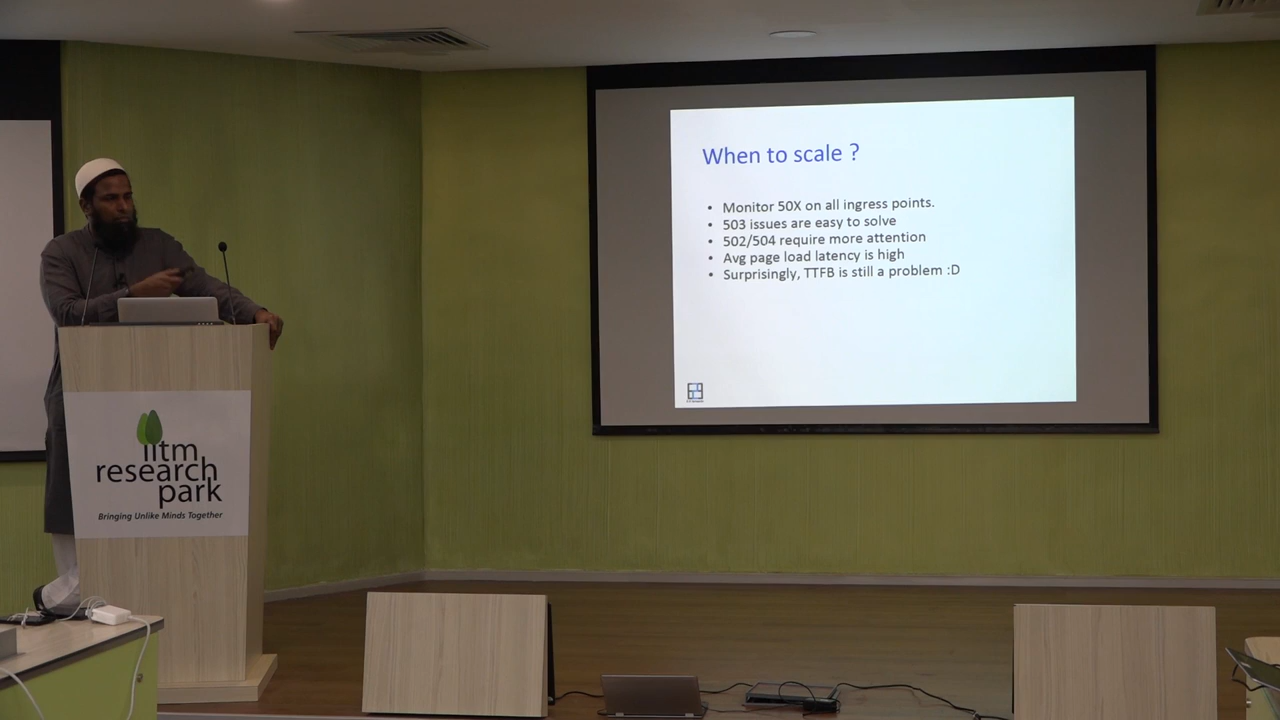 When to scale ?
• Monitor 50X on all ingress points.
• 503 issues are easy to solve
• 502/504 require more attention
• Avg page load latency is high
• Surprisingly, TTFB is still a problem :D
iitm
research
park
Bringing Unlike Minds Together